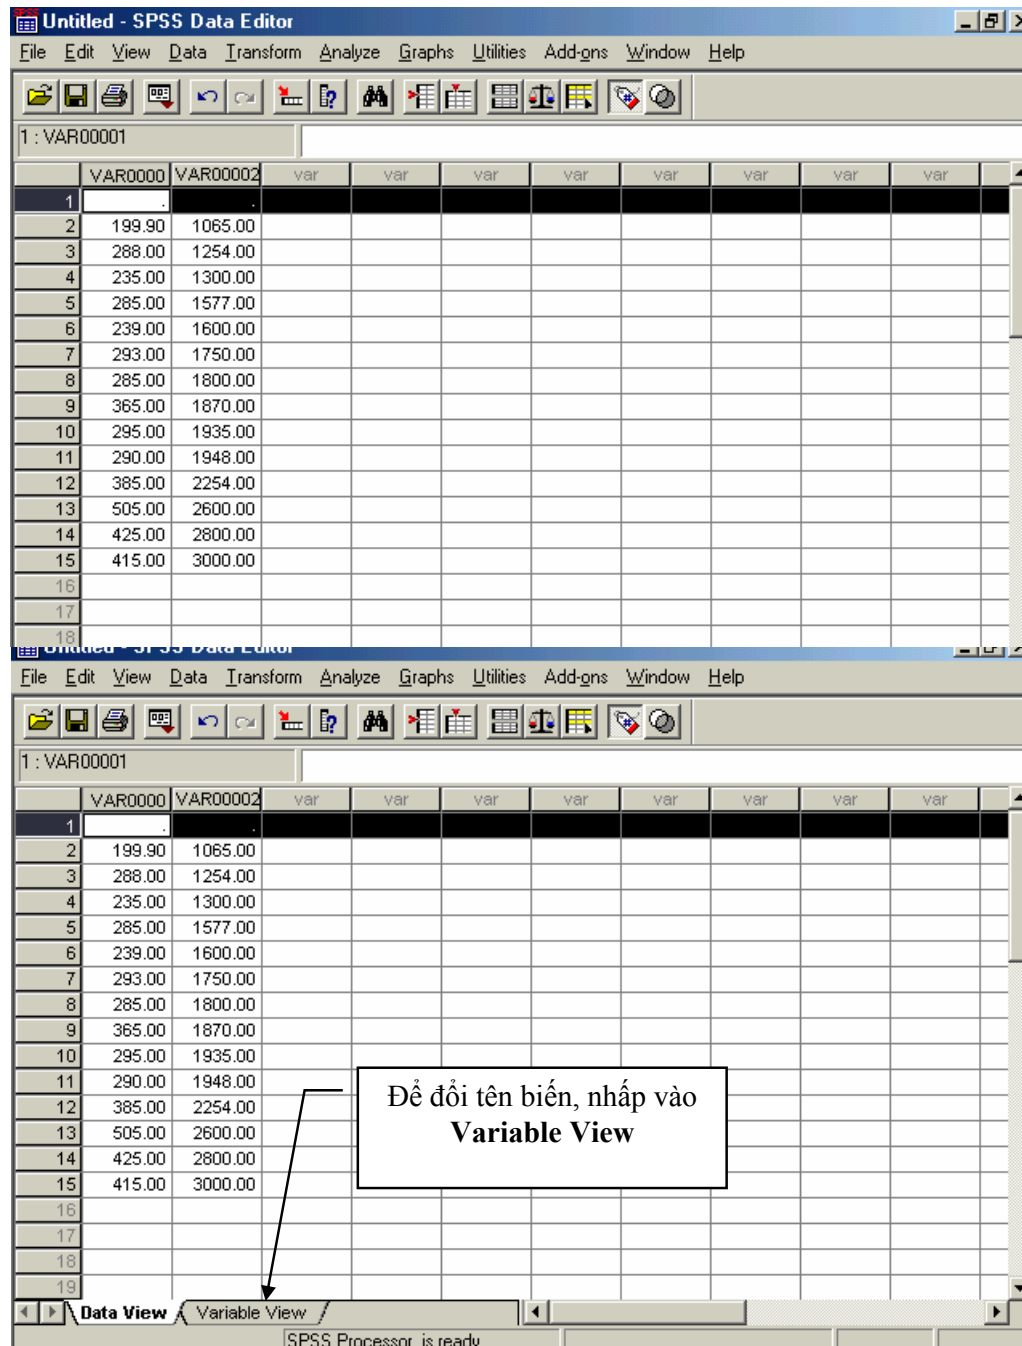 Untitled - SPSS Data Editor
File Edit View Data Transform Analyze Graphs Utilities Add-ons Window Help
1 : VAR00001
VAR0000 VAR00002 var var var var var var var var
1 . .
2 199.90 1065.00
3 288.00 1254.00
4 235.00 1300.00
5 285.00 1577.00
6 239.00 1600.00
7 293.00 1750.00
8 285.00 1800.00
9 365.00 1870.00
10 295.00 1935.00
11 290.00 1948.00
12 385.00 2254.00
13 505.00 2600.00
14 425.00 2800.00
15 415.00 3000.00
16
17
18
Untitled - SPSS Data Editor
File Edit View Data Transform Analyze Graphs Utilities Add-ons Window Help
1 : VAR00001
VAR0000 VAR00002 var var var var var var var var
1 . .
2 199.90 1065.00
3 288.00 1254.00
4 235.00 1300.00
5 285.00 1577.00
6 239.00 1600.00
7 293.00 1750.00
8 285.00 1800.00
9 365.00 1870.00
10 295.00 1935.00
11 290.00 1948.00
12 385.00 2254.00
13 505.00 2600.00
14 425.00 2800.00
15 415.00 3000.00
16
17
18
19
Để đổi tên biến, nhấp vào
Variable View
Data View Variable View
SPSS Processor is ready